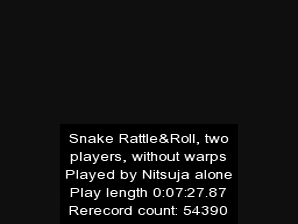 Snake Rattle&Roll, two
players, without warps
Played by Nitsuja alone
Play length 0:07:27.87
Rerecord count: 54390